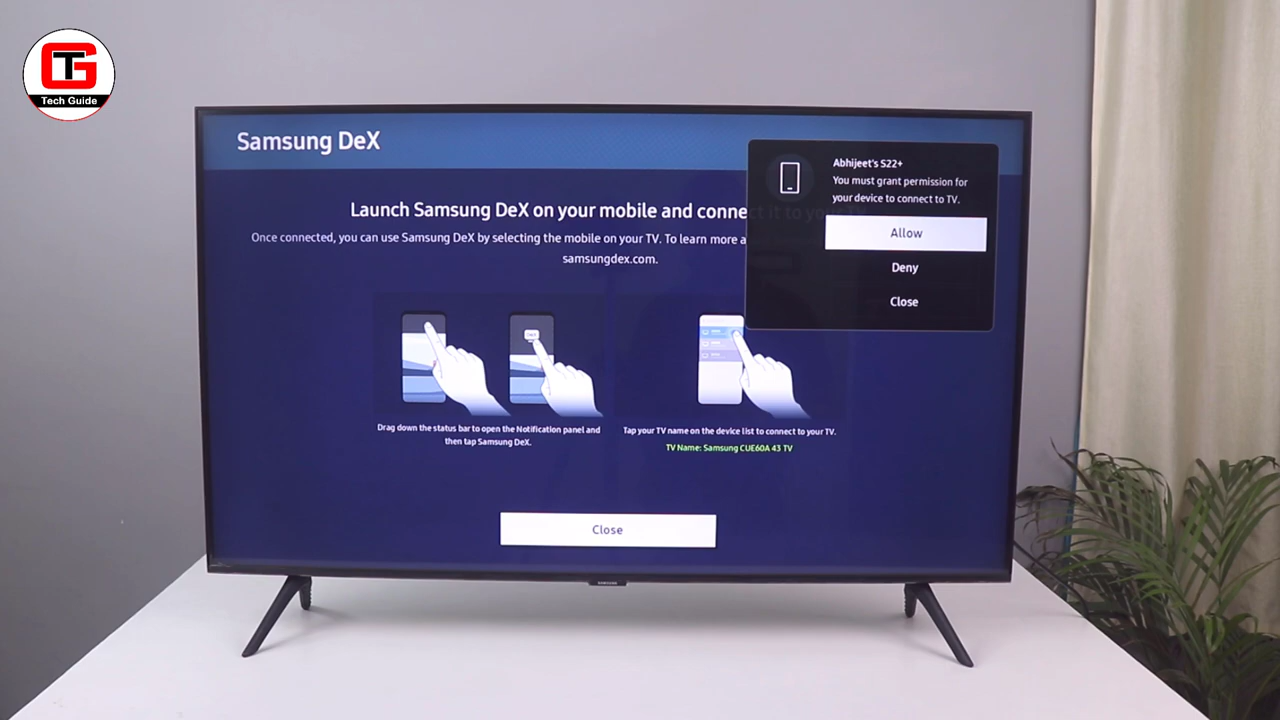 TG
Tech Guide
Samsung DeX
Abhijeet's S22+
You must grant permission for
your device to connect to TV.
Allow
Deny
Close
Launch Samsung DeX on your mobile and connect it to your TV
Once connected, you can use Samsung DeX by selecting the mobile on your TV. To learn more a
samsungdex.com.
DeX
Drag down the status bar to open the Notification panel and
then tap Samsung DeX.
Tap your TV name on the device list to connect to your TV.
TV Name: Samsung CUE60A 43 TV
Close
SAMSUNG